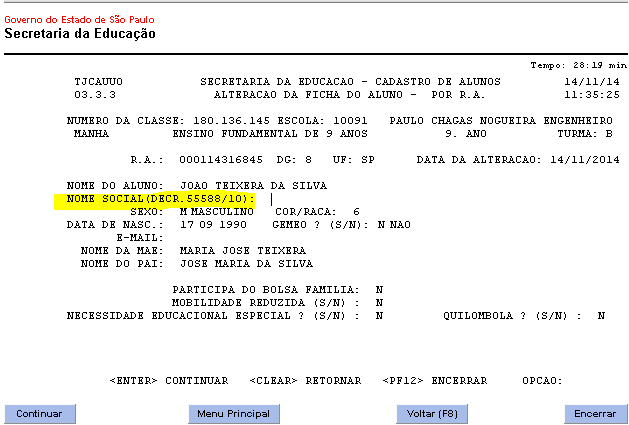 Governo do Estado de São Paulo
Secretaria da Educação
Tempo: 28:19 min
TJCAUUO SECRETARIA DA EDUCACAO - CADASTRO DE ALUNOS 14/11/14
03.3.3 ALTERACAO DA FICHA DO ALUNO - POR R.A. 11:35:25
NUMERO DA CLASSE: 180.136.145 ESCOLA: 10091 PAULO CHAGAS NOGUEIRA ENGENHEIRO
MANHA ENSINO FUNDAMENTAL DE 9 ANOS 9. ANO TURMA: B
R.A.: 000114316845 DG: 8 UF: SP DATA DA ALTERACAO: 14/11/2014
NOME DO ALUNO: JOAO TEIXERA DA SILVA
NOME SOCIAL(DECR.55588/10):
SEXO: M MASCULINO COR/RACA: 6
DATA DE NASC.: 17 09 1990 GEMEO ? (S/N): N NAO
E-MAIL:
NOME DA MAE: MARIA JOSE TEIXERA
NOME DO PAI: JOSE MARIA DA SILVA
PARTICIPA DO BOLSA FAMILIA: N
MOBILIDADE REDUZIDA (S/N) : N
NECESSIDADE EDUCACIONAL ESPECIAL ? (S/N) : N QUILOMBOLA ? (S/N) : N
<ENTER> CONTINUAR <CLEAR> RETORNAR <PF12> ENCERRAR OPCAO:
Continuar Menu Principal Voltar (F8) Encerrar